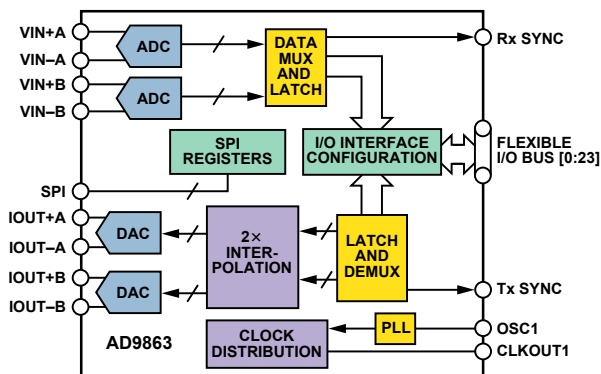 VIN+A
VIN–A
VIN+B
VIN–B
ADC
ADC
DATA
MUX
AND
LATCH
Rx SYNC
SPI
REGISTERS
I/O INTERFACE
CONFIGURATION
FLEXIBLE
I/O BUS [0:23]
SPI
IOUT+A
IOUT–A
IOUT+B
IOUT–B
DAC
DAC
2×
INTER-
POLATION
LATCH
AND
DEMUX
Tx SYNC
PLL
OSC1
CLOCK
DISTRIBUTION
CLKOUT1
AD9863